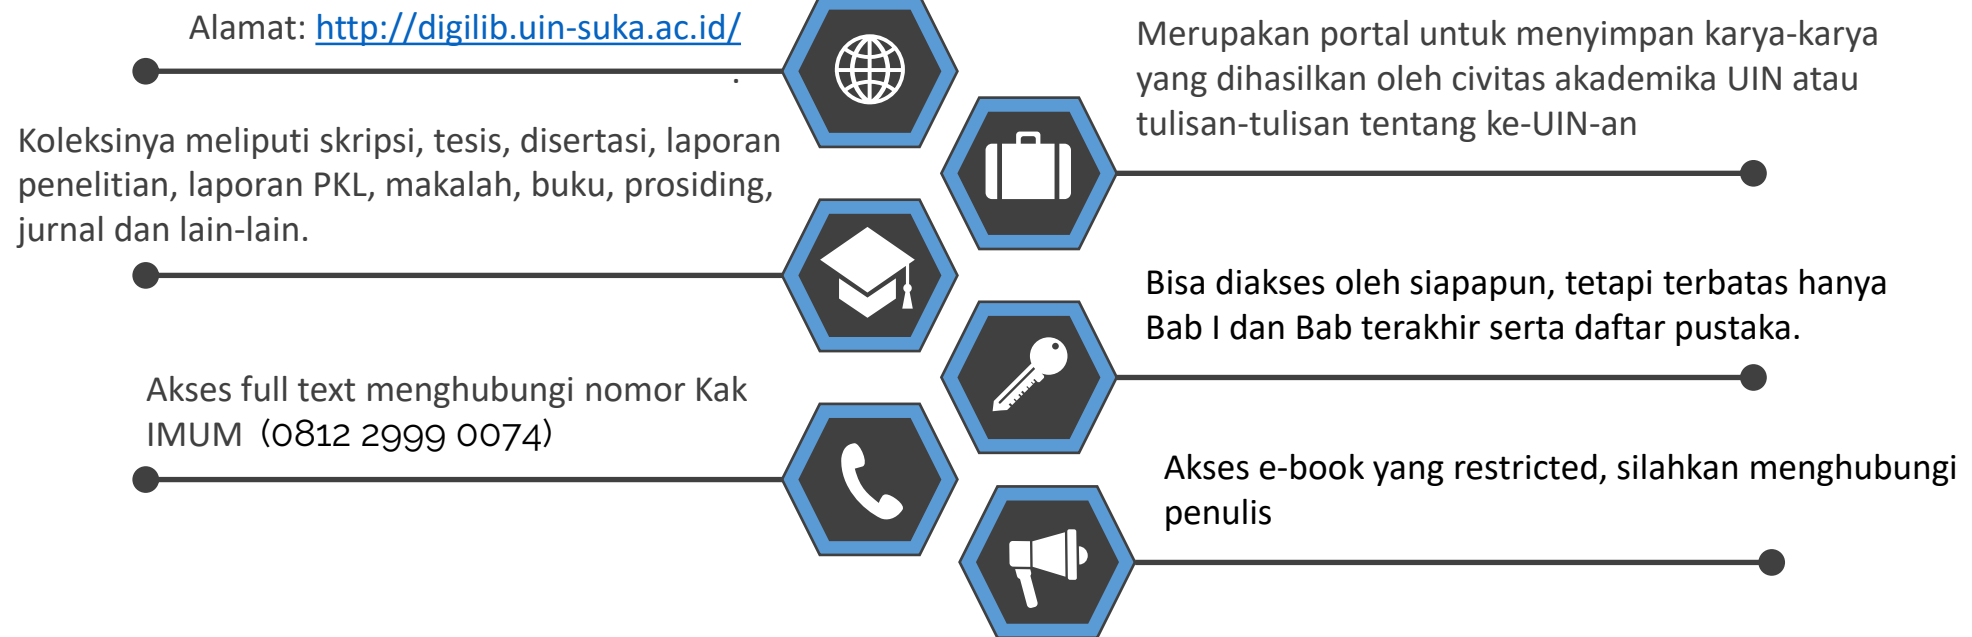 Alamat: http://digilib.uin-suka.ac.id/
.
Merupakan portal untuk menyimpan karya-karya
yang dihasilkan oleh civitas akademika UIN atau
tulisan-tulisan tentang ke-UIN-an
Koleksinya meliputi skripsi, tesis, disertasi, laporan
penelitian, laporan PKL, makalah, buku, prosiding,
jurnal dan lain-lain.
Bisa diakses oleh siapapun, tetapi terbatas hanya
Bab I dan Bab terakhir serta daftar pustaka.
Akses full text menghubungi nomor Kak
IMUM (0812 2999 0074)
Akses e-book yang restricted, silahkan menghubungi
penulis